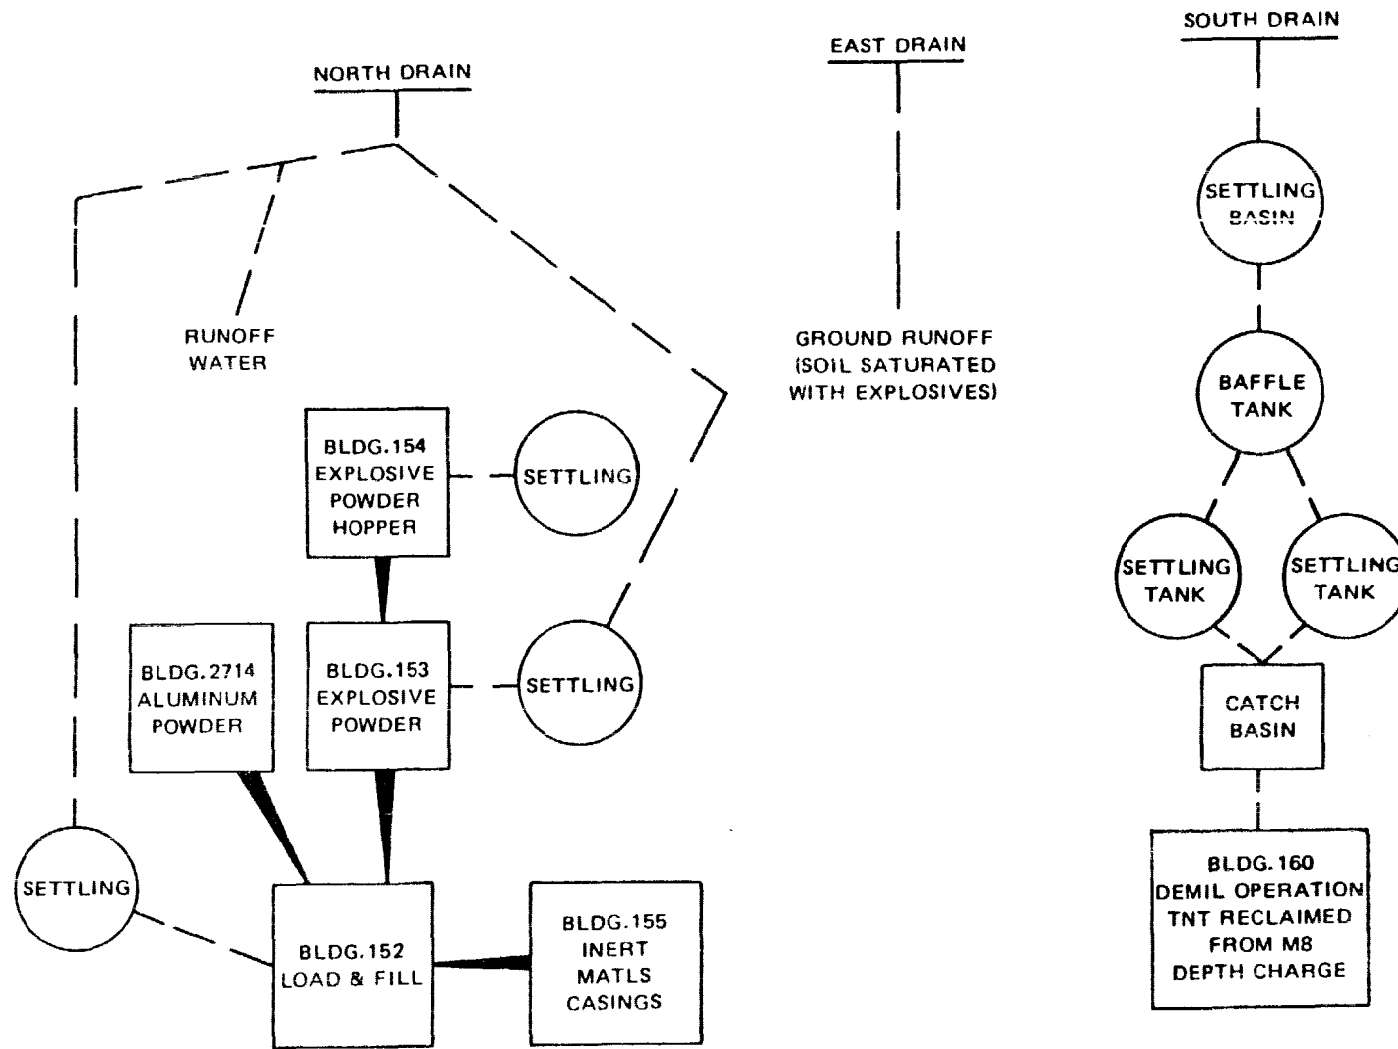 NORTH DRAIN
EAST DRAIN
SOUTH DRAIN
RUNOFF
WATER
GROUND RUNOFF
(SOIL SATURATED
WITH EXPLOSIVES)
SETTLING
BASIN
BAFFLE
TANK
SETTLING
TANK
SETTLING
TANK
CATCH
BASIN
BLDG.160
DEMIL OPERATION
TNT RECLAIMED
FROM M8
DEPTH CHARGE
BLDG.154
EXPLOSIVE
POWDER
HOPPER
SETTLING
BLDG.2714
ALUMINUM
POWDER
BLDG.153
EXPLOSIVE
POWDER
SETTLING
SETTLING
BLDG.152
LOAD & FILL
BLDG.155
INERT
MATLS
CASINGS